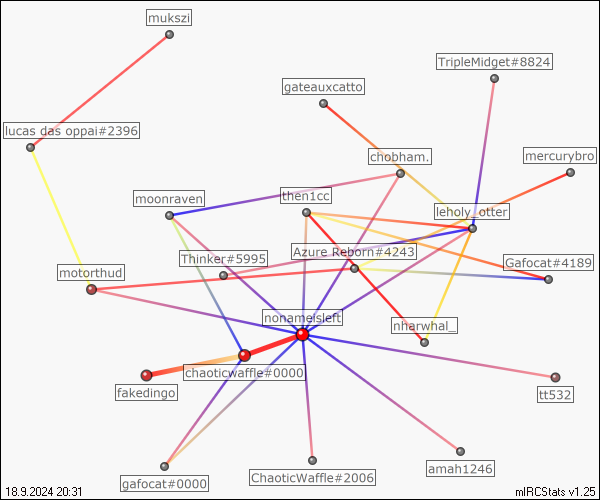 mukszi
TripleMidget#8824
gateauxcatto
lucas das oppai#2396
chobham.
mercurybro
moonraven
then1cc
leholy_otter
Azure Reborn#4243
Thinker#5995
Gafocat#4189
motorthud
nohameisleft
nharwhal_
chaoticwaffle#0000
fakedingo
tt532
amah1246
ChaoticWaffle#2006
gafocat#0000
18.9.2024 20:31
mIRCStats v1.25